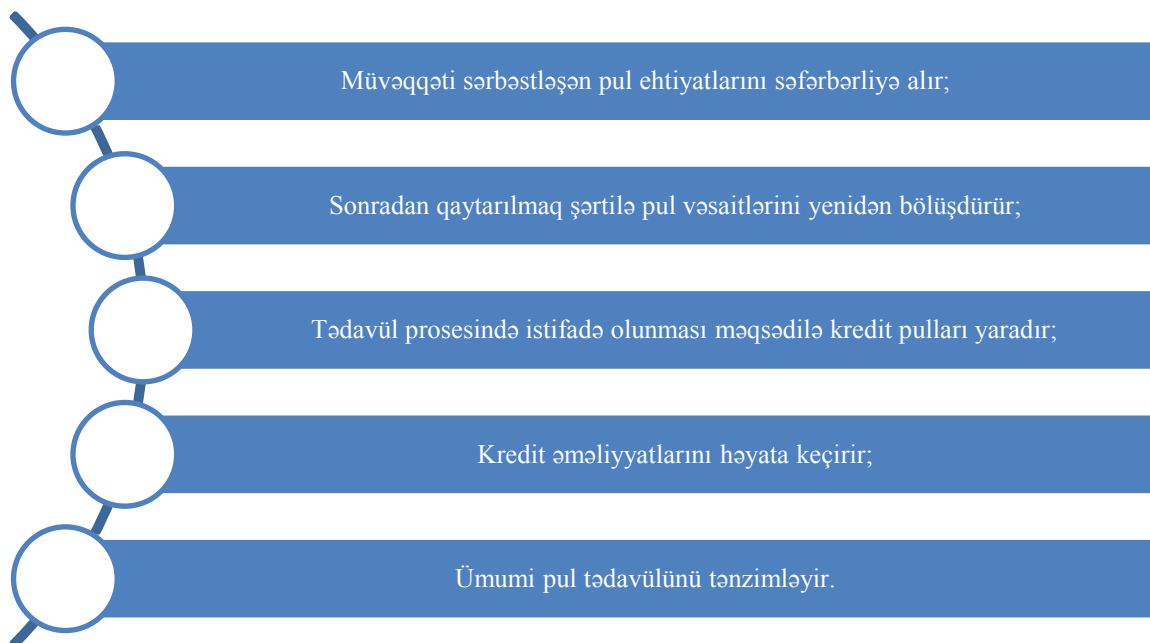 Müvəqqəti sərbəstləşən pul ehtiyatlarını səfərbərliyə alır;
Sonradan qaytarılmaq şərtilə pul vəsaitlərini yenidən bölüşdürür;
Tədavül prosesində istifadə olunması məqsədilə kredit pulları yaradır;
Kredit əməliyyatlarını həyata keçirir;
Ümumi pul tədavülünü tənzimləyir.